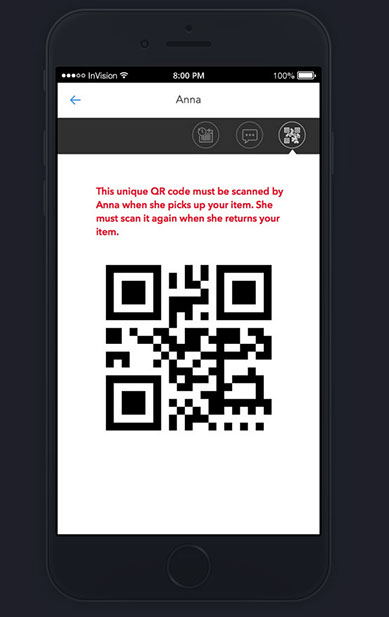 InVision 8:00 PM 100%
Anna
This unique QR code must be scanned by
Anna when she picks up your item. She
must scan it again when she returns your
item.